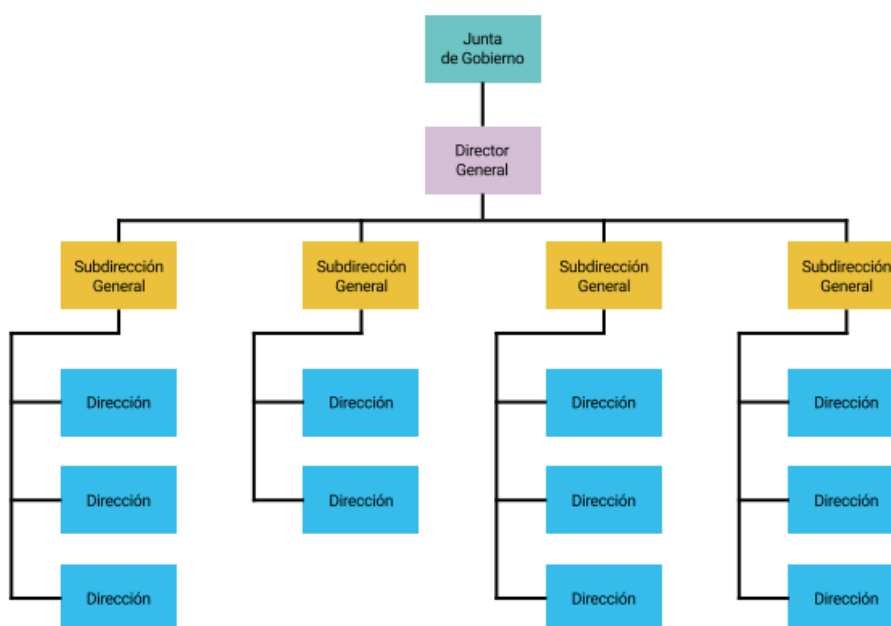 Junta
de Gobierno
Director
General
Subdirección
General
Subdirección
General
Subdirección
General
Subdirección
General
Dirección
Dirección
Dirección
Dirección
Dirección
Dirección
Dirección
Dirección
Dirección
Dirección
Dirección